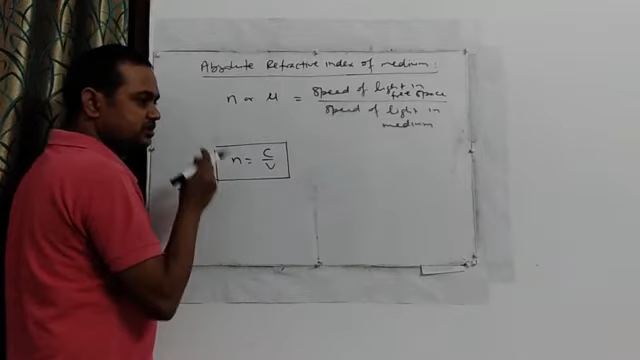 Absolute Refractive index of medium:
n or μ = speed of light in free space / speed of light in medium
n = c/v